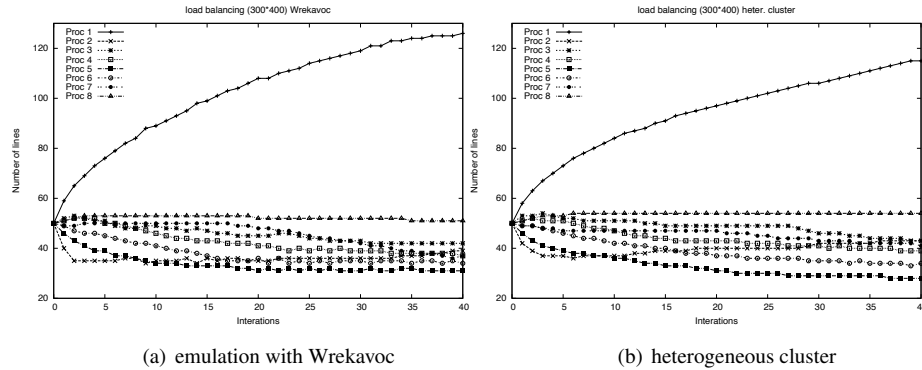 load balancing (300*400) Wrekavoc
Number of lines
120
100
80
60
40
20
0
5
10
15
20
25
30
35
40
Interations
Proc 1
Proc 2
Proc 3
Proc 4
Proc 5
Proc 6
Proc 7
Proc 8
(a) emulation with Wrekavoc
load balancing (300*400) heter. cluster
Number of lines
120
100
80
60
40
20
0
5
10
15
20
25
30
35
40
Interations
Proc 1
Proc 2
Proc 3
Proc 4
Proc 5
Proc 6
Proc 7
Proc 8
(b) heterogeneous cluster